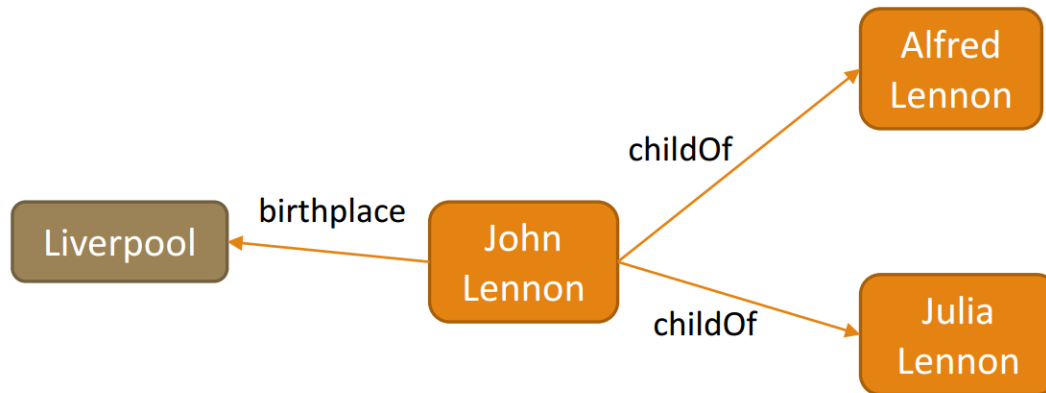 Alfred
Lennon
childOf
birthplace
Liverpool
John
Lennon
childOf
Julia
Lennon